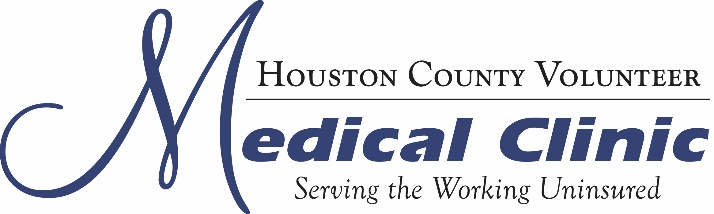 Houston County Volunteer
Medical Clinic
Serving the Working Uninsured